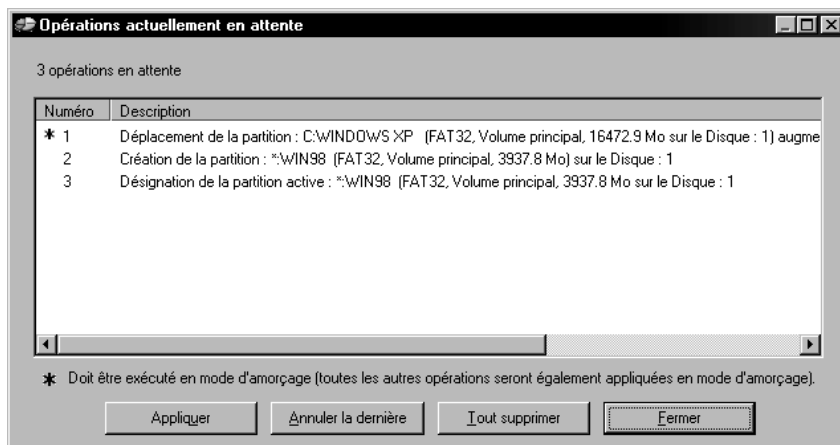 Opérations actuellement en attente
3 opérations en attente
Numéro Description
* 1 Déplacement de la partition : C:WINDOWS XP (FAT32, Volume principal, 16472.9 Mo sur le Disque : 1) augme
2 Création de la partition : *:WIN98 (FAT32, Volume principal, 3937.8 Mo) sur le Disque : 1
3 Désignation de la partition active : *:WIN98 (FAT32, Volume principal, 3937.8 Mo sur le Disque : 1
* Doit être exécuté en mode d'amorçage (toutes les autres opérations seront également appliquées en mode d'amorçage).
Appliquer Annuler la dernière Tout supprimer Fermer